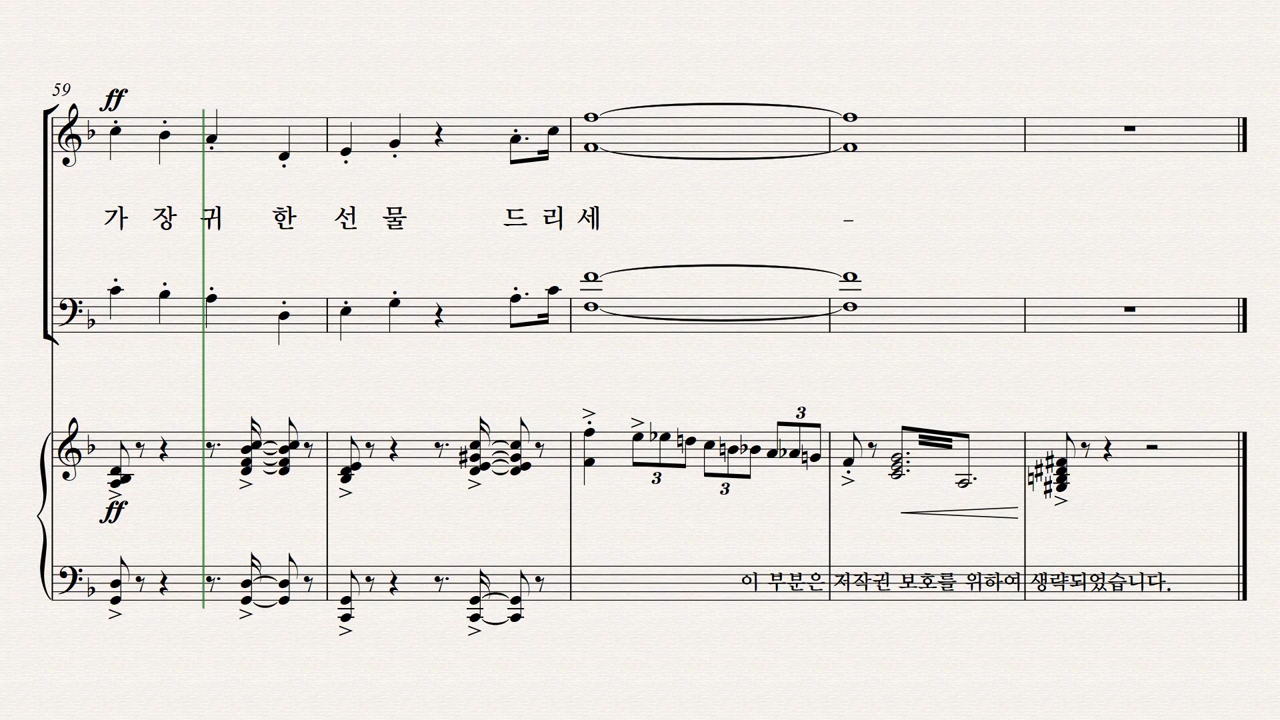 59
ff
가 장 귀 한 선 물 드 리 세 –
ff
3 3 3
이 부분은 저작권 보호를 위하여 생략되었습니다.